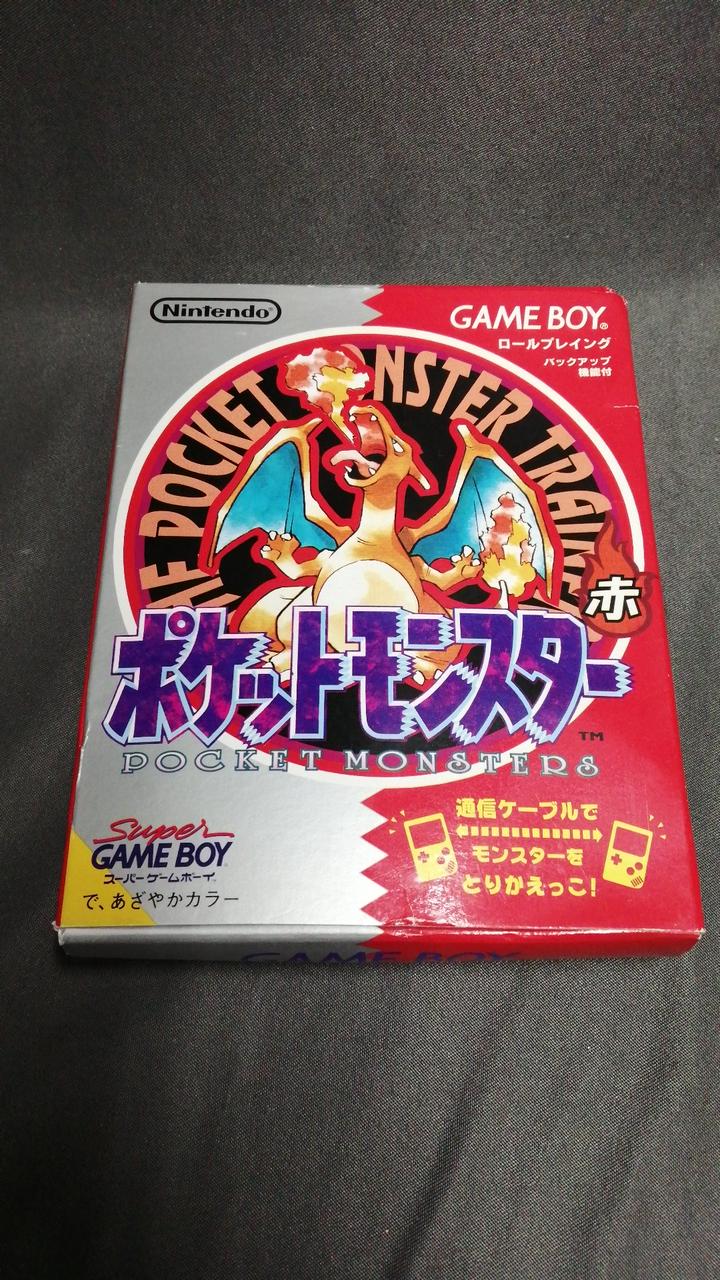 Nintendo®
GAME BOY®
ロールプレイング
バックアップ
機能付
POCKET
TRAINE
赤
ポケットモンスター
TM
POCKET MONSTERS
Super
GAME BOY
スーパーゲームボーイ
で、あざやかカラー
通信ケーブルで
モンスターを
とりかえっこ!
GAME BOY